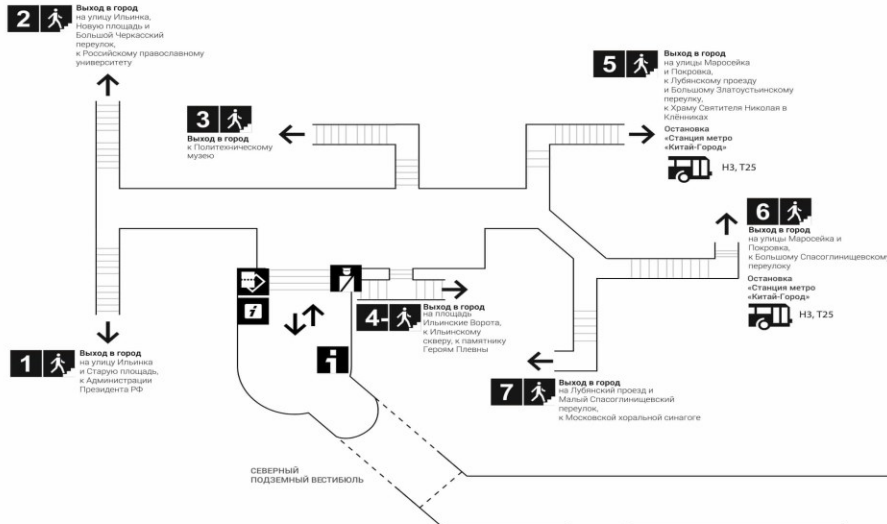 2
Выход в город
на улицу Ильинка,
Новую площадь и
Большой Черкасский
переулок,
к Российскому православному
университету
3
Выход в город
к Политехническому
музею
5
Выход в город
на улицы Маросейка
и Покровка,
к Лубянскому проезду
и Большому Златоустьинскому
переулку,
к Храму Святителя Николая в
Клённиках
Остановка
«Станция метро
«Китай-Город»
Н3, Т25
6
Выход в город
на улицы Маросейка и
Покровка,
к Большому Спасоглинищевскому
переулоку
Остановка
«Станция метро
«Китай-Город»
Н3, Т25
i
4-
Выход в город
на площадь
Ильинские Ворота,
к Ильинскому
скверу, к памятнику
Героям Плевны
i
1
Выход в город
на улицу Ильинка
и Старую площадь,
к Администрации
Президента РФ
7
Выход в город
на Лубянский проезд и
Малый Спасоглинищевский
переулок,
к Московской хоральной синагоге
СЕВЕРНЫЙ
ПОДЗЕМНЫЙ ВЕСТИБЮЛЬ